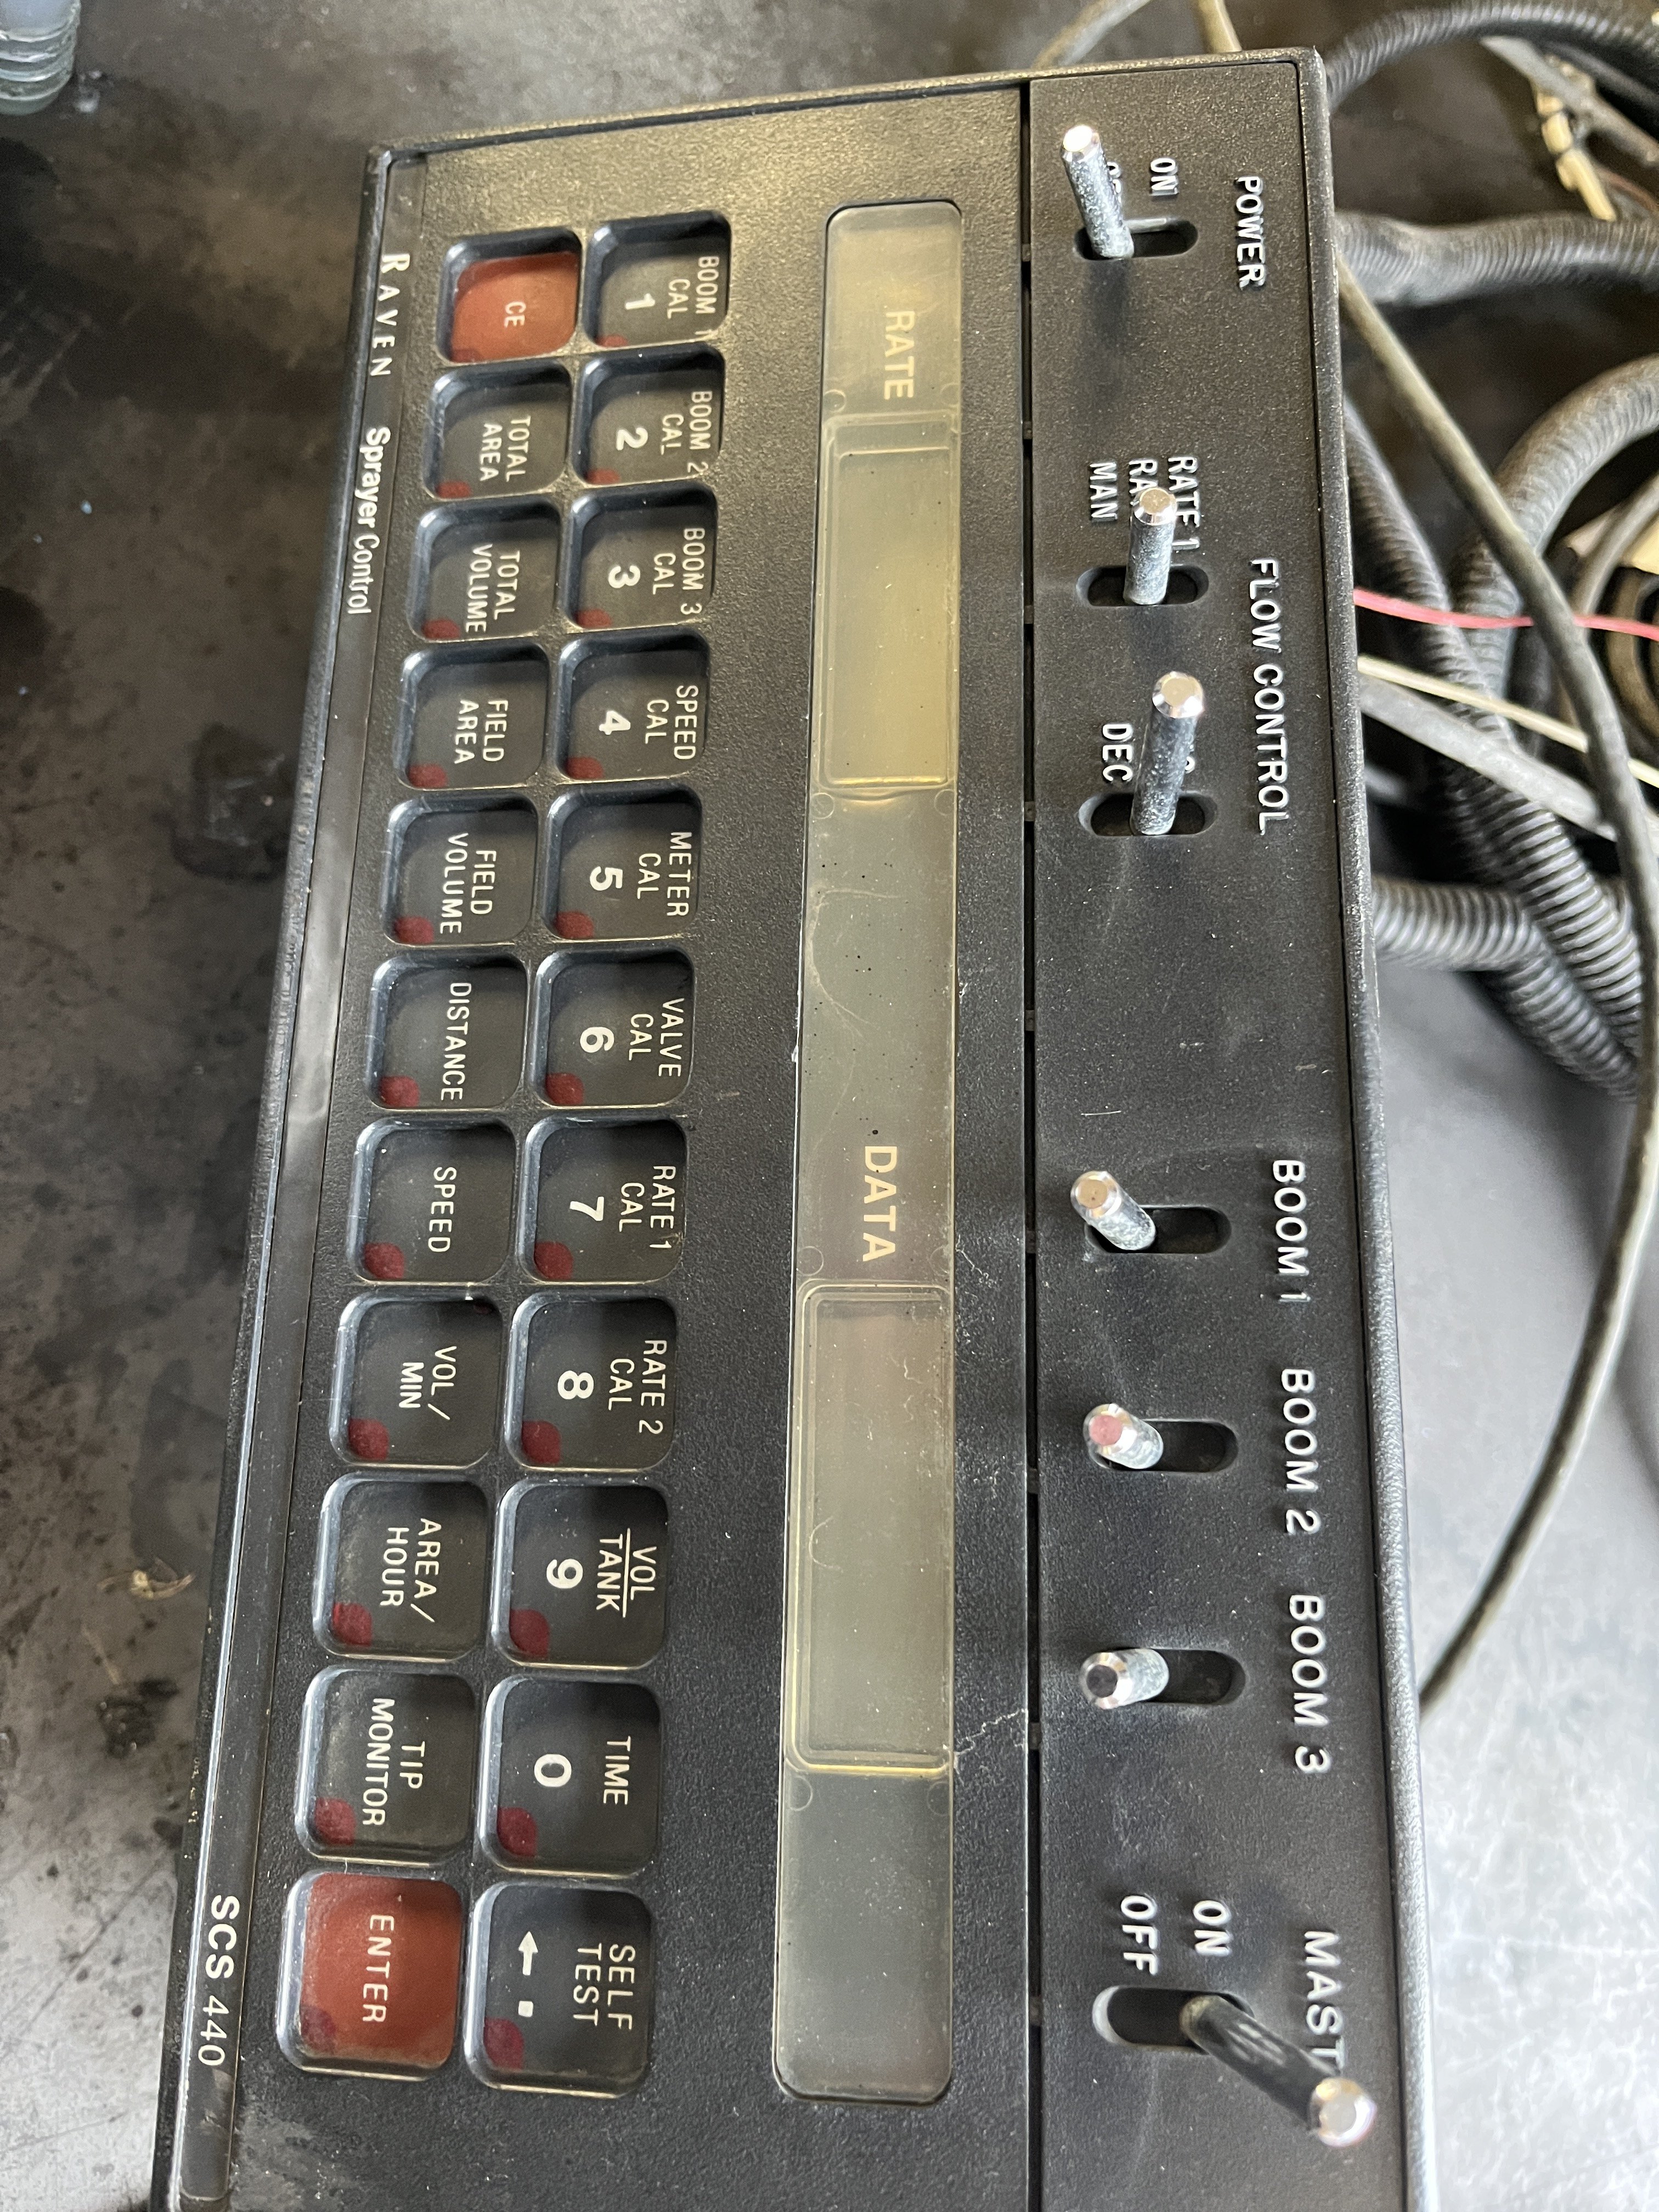 POWER
ON
FLOW CONTROL
RATE 1
MAN
DEC
BOOM 1
BOOM 2
BOOM 3
MAST
ON
OFF
RATE
DATA
BOOM 1
CAL
1
BOOM 2
CAL
2
BOOM 3
CAL
3
SPEED
CAL
4
METER
CAL
5
VALVE
CAL
6
RATE 1
CAL
7
RATE 2
CAL
8
VOL
TANK
9
TIME
0
SELF
TEST
← .
CE
TOTAL
AREA
TOTAL
VOLUME
FIELD
AREA
FIELD
VOLUME
DISTANCE
SPEED
VOL/
MIN
AREA/
HOUR
TIP
MONITOR
ENTER
RAVEN Sprayer Control
SCS 440